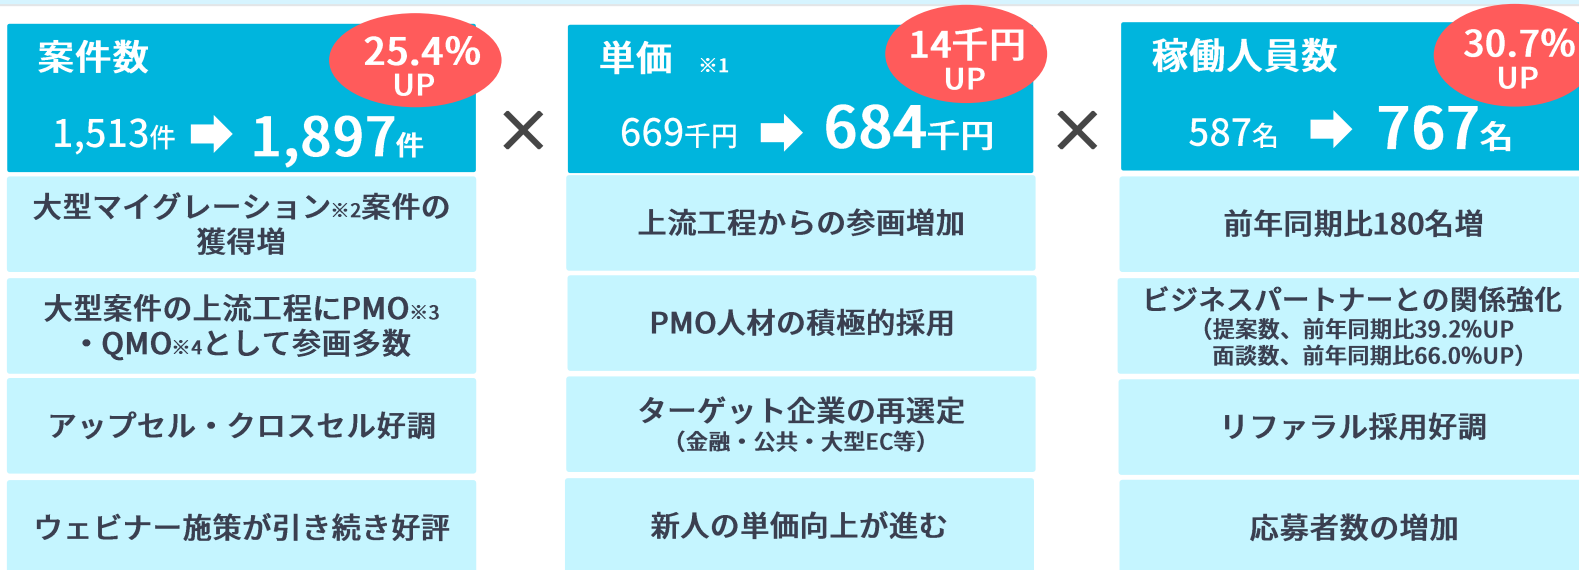 案件数
25.4%
UP
1,513件
1,897件
大型マイグレーション※2案件の
獲得増
大型案件の上流工程にPMO※3
・QMO※4として参画多数
アップセル・クロスセル好調
ウェビナー施策が引き続き好評
×
単価 ※1
14千円
UP
669千円
684千円
上流工程からの参画増加
PMO人材の積極的採用
ターゲット企業の再選定
（金融・公共・大型EC等）
新人の単価向上が進む
×
稼働人員数
30.7%
UP
587名
767名
前年同期比180名増
ビジネスパートナーとの関係強化
（提案数、前年同期比39.2%UP
面談数、前年同期比66.0%UP）
リファラル採用好調
応募者数の増加